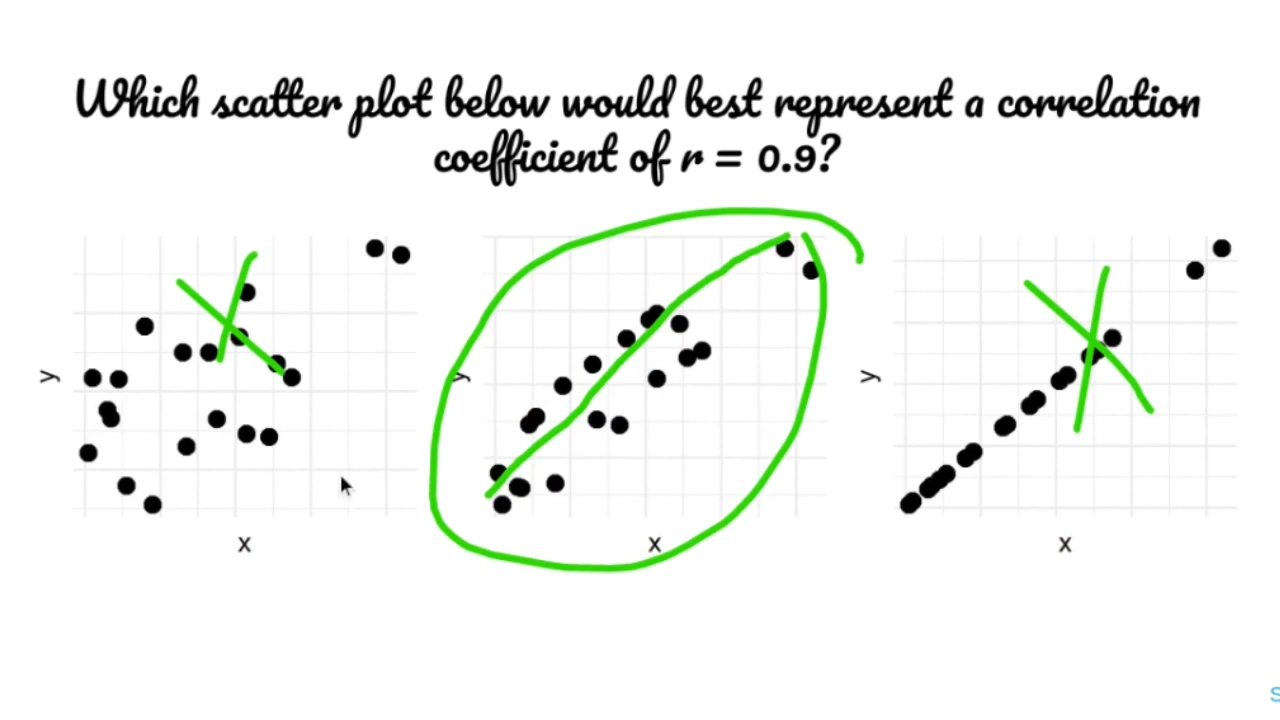 Which scatter plot below would best represent a correlation
coefficient of r = 0.9?
y
y
y
x
x
x
s